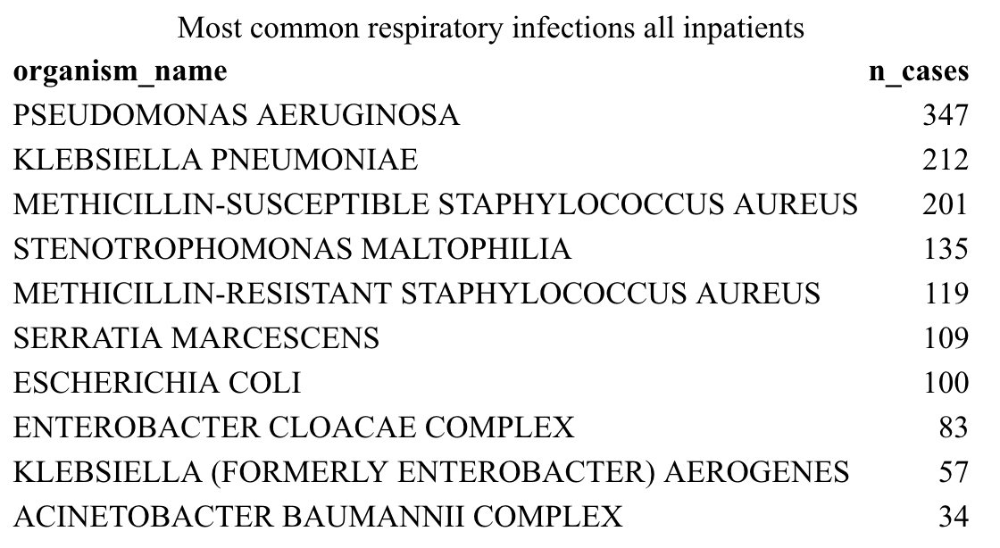 Most common respiratory infections all inpatients
organism_name n_cases
PSEUDOMONAS AERUGINOSA 347
KLEBSIELLA PNEUMONIAE 212
METHICILLIN-SUSCEPTIBLE STAPHYLOCOCCUS AUREUS 201
STENOTROPHOMONAS MALTOPHILIA 135
METHICILLIN-RESISTANT STAPHYLOCOCCUS AUREUS 119
SERRATIA MARCESCENS 109
ESCHERICHIA COLI 100
ENTEROBACTER CLOACAE COMPLEX 83
KLEBSIELLA (FORMERLY ENTEROBACTER) AEROGENES 57
ACINETOBACTER BAUMANNII COMPLEX 34